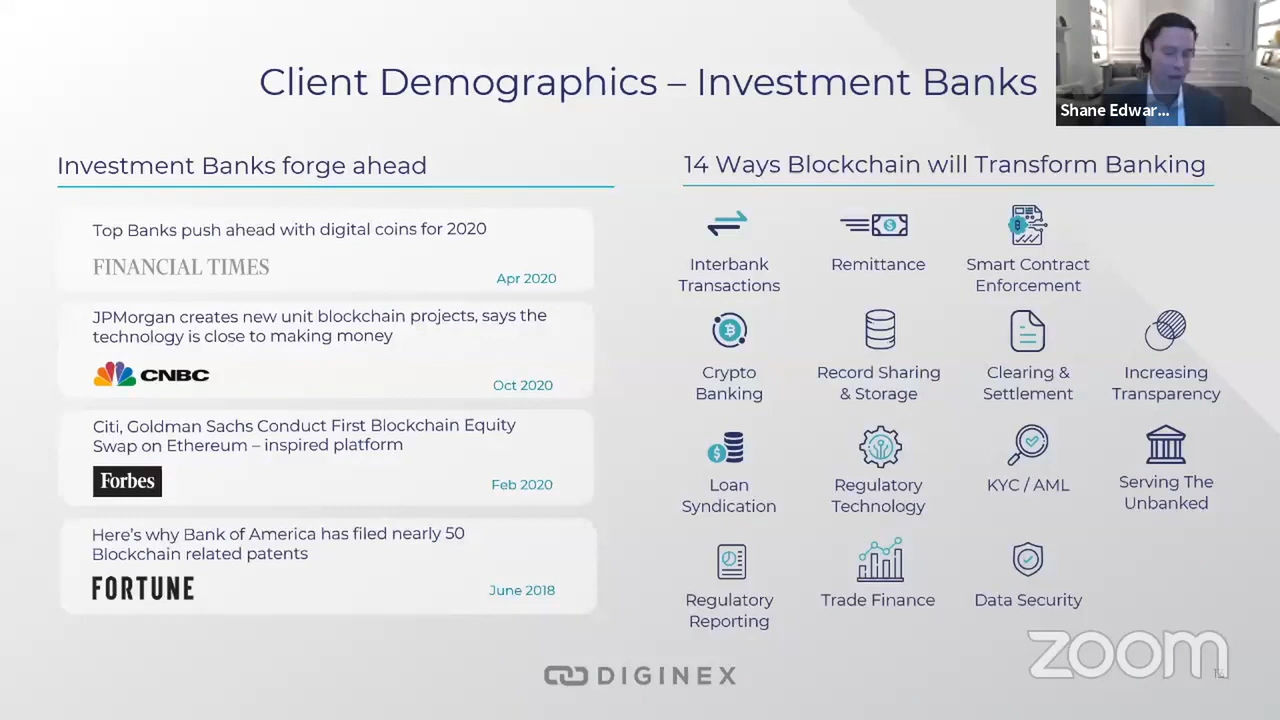 Client Demographics – Investment Banks
Shane Edwar...
Investment Banks forge ahead
Top Banks push ahead with digital coins for 2020
FINANCIAL TIMES
Apr 2020
JPMorgan creates new unit blockchain projects, says the
technology is close to making money
CNBC
Oct 2020
Citi, Goldman Sachs Conduct First Blockchain Equity
Swap on Ethereum – inspired platform
Forbes
Feb 2020
Here's why Bank of America has filed nearly 50
Blockchain related patents
FORTUNE
June 2018
14 Ways Blockchain will Transform Banking
Interbank
Transactions
Remittance
Smart Contract
Enforcement
Crypto
Banking
Record Sharing
& Storage
Clearing &
Settlement
Increasing
Transparency
Loan
Syndication
Regulatory
Technology
KYC / AML
Serving The
Unbanked
Regulatory
Reporting
Trade Finance
Data Security
DIGINEX
zoom